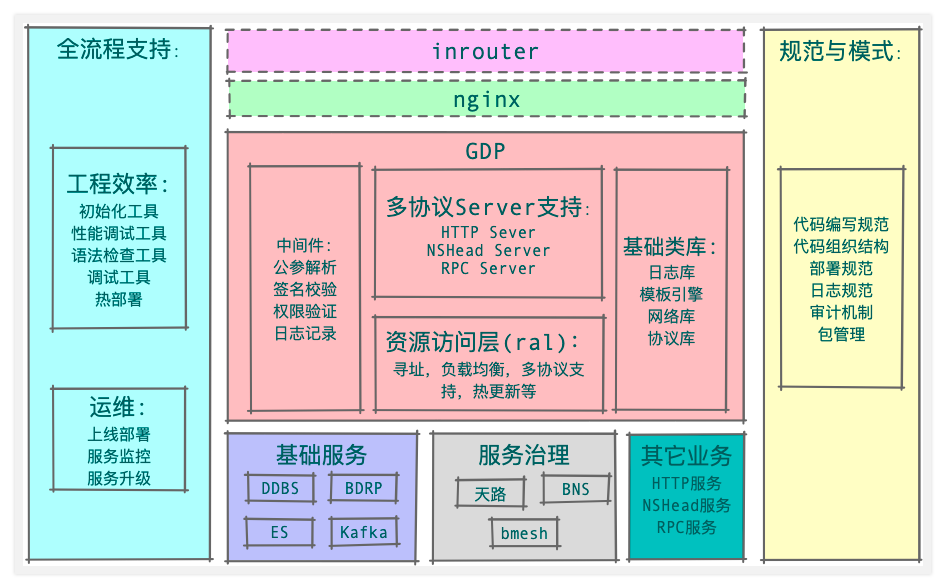 全流程支持:
工程效率:
初始化工具
性能调试工具
语法检查工具
调试工具
热部署
运维:
上线部署
服务监控
服务升级
inrouter
nginx
GDP
中间件:
公参解析
签名校验
权限验证
日志记录
多协议Server支持:
HTTP Sever
NSHead Server
RPC Server
资源访问层(ral):
寻址, 负载均衡, 多协议支
持, 热更新等
基础类库:
日志库
模板引擎
网络库
协议库
基础服务
DDBS
BDRP
ES
Kafka
服务治理
天路
BNS
bmesh
其它业务
HTTP服务
NSHead服务
RPC服务
规范与模式:
代码编写规范
代码组织结构
部署规范
日志规范
审计机制
包管理